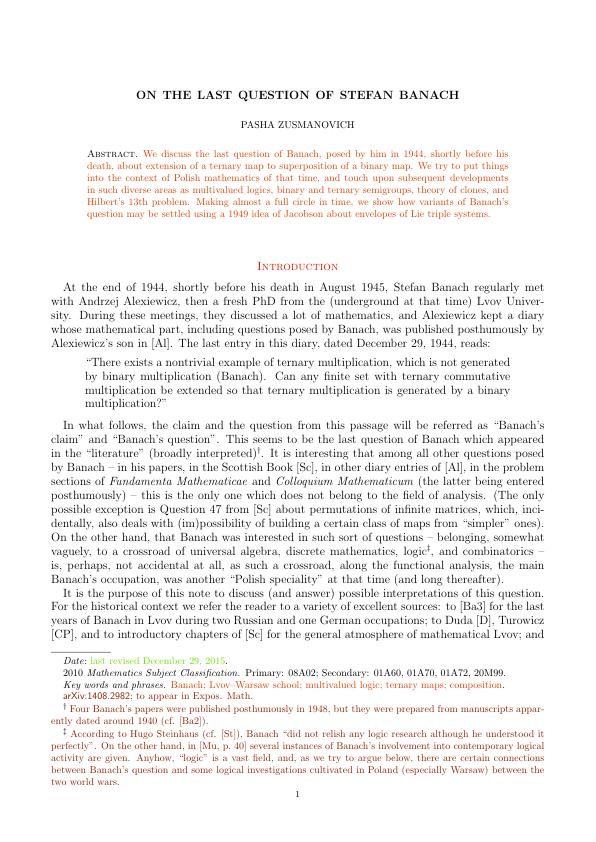 ON THE LAST QUESTION OF STEFAN BANACH
PASHA ZUSMANOVICH
Abstract. We discuss the last question of Banach, posed by him in 1944, shortly before his
death, about extension of a ternary map to superposition of a binary map. We try to put things
into the context of Polish mathematics of that time, and touch upon subsequent developments
in such diverse areas as multivalued logics, binary and ternary semigroups, theory of clones, and
Hilbert's 13th problem. Making almost a full circle in time, we show how variants of Banach's
question may be settled using a 1949 idea of Jacobson about envelopes of Lie triple systems.
Introduction
At the end of 1944, shortly before his death in August 1945, Stefan Banach regularly met
with Andrzej Alexiewicz, then a fresh PhD from the (underground at that time) Lvov Univer-
sity. During these meetings, they discussed a lot of mathematics, and Alexiewicz kept a diary
whose mathematical part, including questions posed by Banach, was published posthumously by
Alexiewicz's son in [Al]. The last entry in this diary, dated December 29, 1944, reads:
“There exists a nontrivial example of ternary multiplication, which is not generated
by binary multiplication (Banach). Can any finite set with ternary commutative
multiplication be extended so that ternary multiplication is generated by a binary
multiplication?”
In what follows, the claim and the question from this passage will be referred as “Banach's
claim” and “Banach's question”. This seems to be the last question of Banach which appeared
in the “literature” (broadly interpreted)†. It is interesting that among all other questions posed
by Banach – in his papers, in the Scottish Book [Sc], in other diary entries of [Al], in the problem
sections of Fundamenta Mathematicae and Colloquium Mathematicum (the latter being entered
posthumously) – this is the only one which does not belong to the field of analysis. (The only
possible exception is Question 47 from [Sc] about permutations of infinite matrices, which, inci-
dentally, also deals with (im)possibility of building a certain class of maps from “simpler” ones).
On the other hand, that Banach was interested in such sort of questions – belonging, somewhat
vaguely, to a crossroad of universal algebra, discrete mathematics, logic‡, and combinatorics –
is, perhaps, not accidental at all, as such a crossroad, along the functional analysis, the main
Banach's occupation, was another “Polish speciality” at that time (and long thereafter).
It is the purpose of this note to discuss (and answer) possible interpretations of this question.
For the historical context we refer the reader to a variety of excellent sources: to [Ba3] for the last
years of Banach in Lvov during two Russian and one German occupations; to Duda [D], Turowicz
[CP], and to introductory chapters of [Sc] for the general atmosphere of mathematical Lvov; and
Date: last revised December 29, 2015.
2010 Mathematics Subject Classification. Primary: 08A02; Secondary: 01A60, 01A70, 01A72, 20M99.
Key words and phrases. Banach; Lvov–Warsaw school; multivalued logic; ternary maps; composition.
arXiv:1408.2982; to appear in Expos. Math.
† Four Banach's papers were published posthumously in 1948, but they were prepared from manuscripts appar-
ently dated around 1940 (cf. [Ba2]).
‡ According to Hugo Steinhaus (cf. [St]), Banach “did not relish any logic research although he understood it
perfectly”. On the other hand, in [Mu, p. 40] several instances of Banach's involvement into contemporary logical
activity are given. Anyhow, “logic” is a vast field, and, as we try to argue below, there are certain connections
between Banach's question and some logical investigations cultivated in Poland (especially Warsaw) between the
two world wars.
1